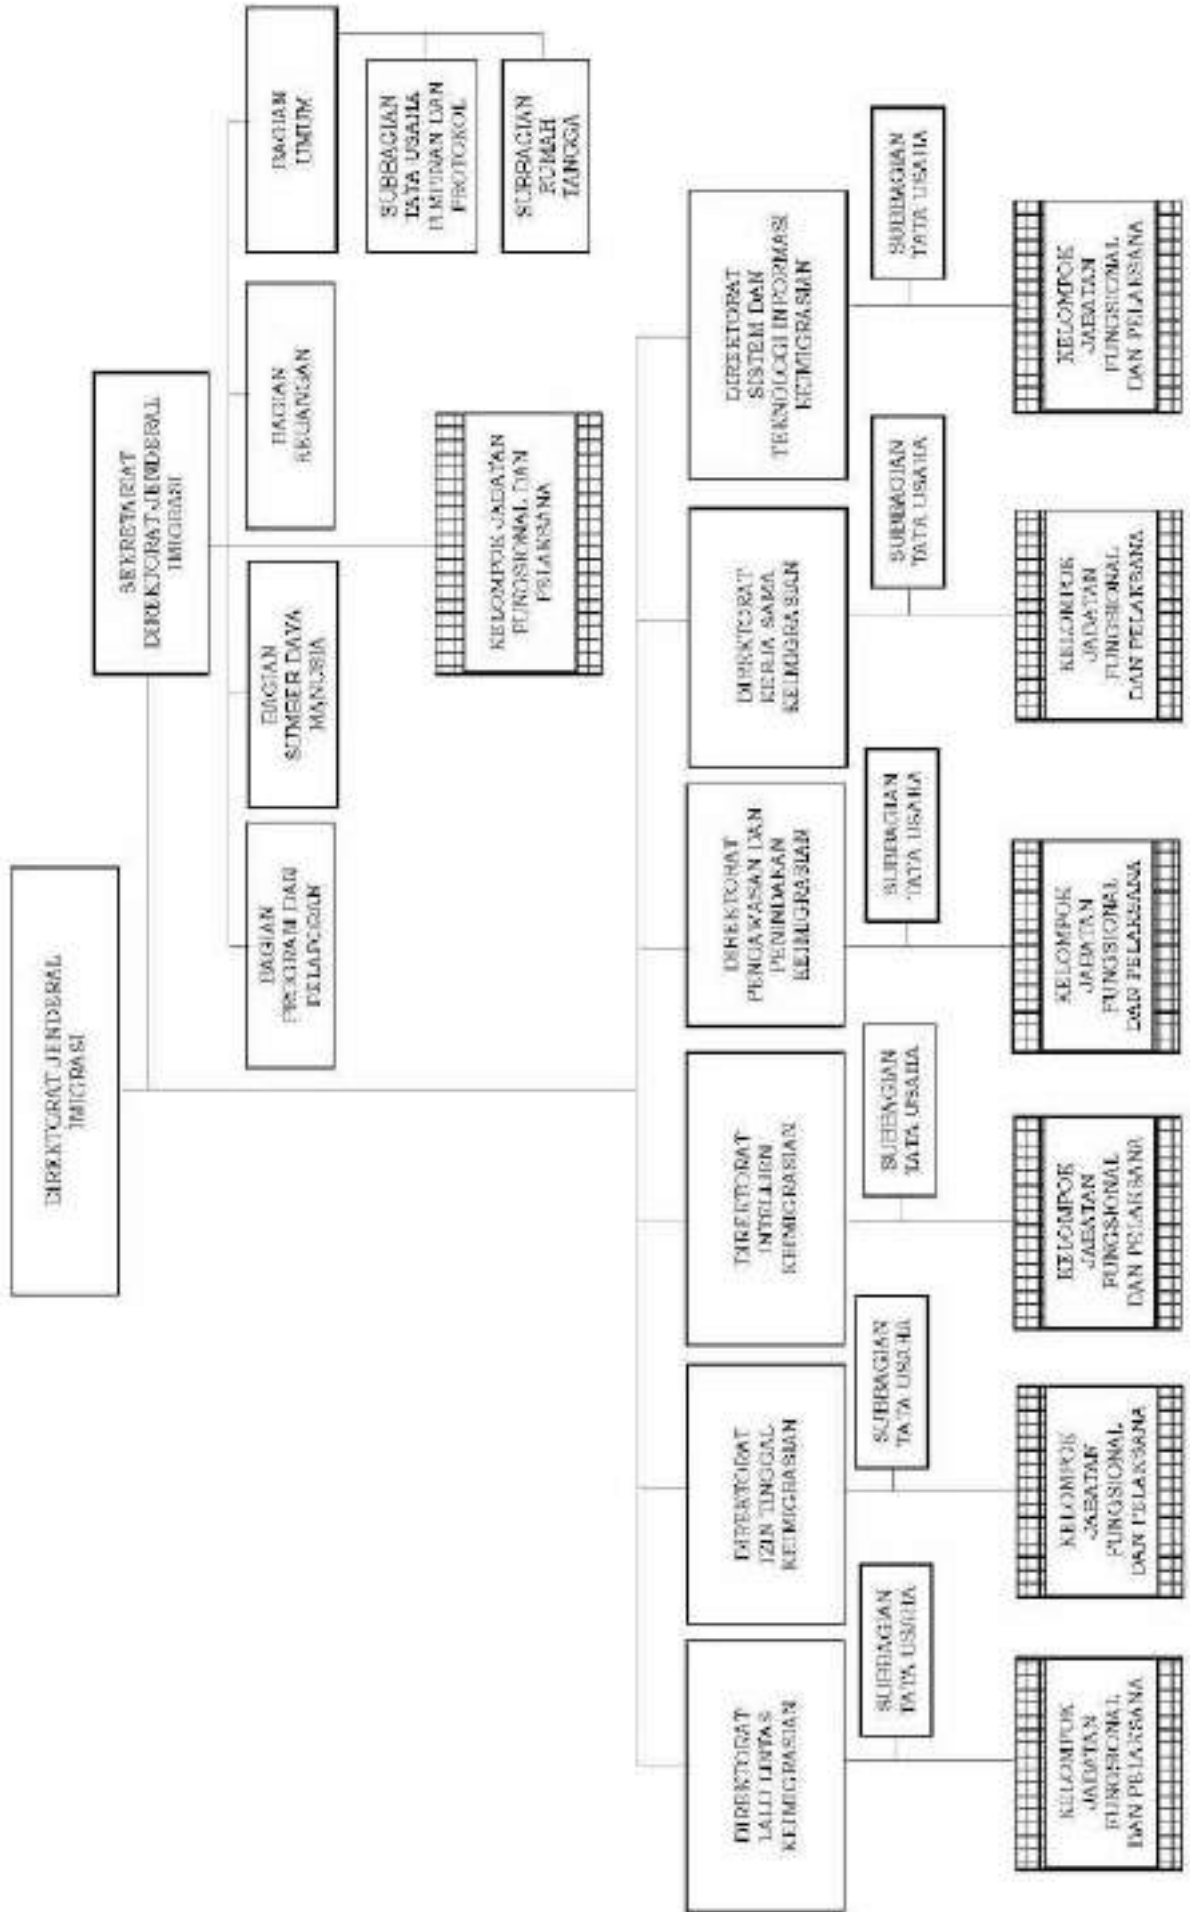 DIREKTORAT JENDERAL
IMIGRASI
SEKRETARIAT
DIREKTORAT JENDERAL
IMIGRASI
BAGIAN
PROGRAM DAN
PELAPORAN
BAGIAN
SUMBER DAYA
MANUSIA
BAGIAN
KEUANGAN
BAGIAN
UMUM
SUBBAGIAN
TATA USAHA
PIMPINAN DAN
PROTOKOL
SUBBAGIAN
RUMAH
TANGGA
KELOMPOK JABATAN
FUNGSIONAL DAN
PELAKSANA
DIREKTORAT
LALU LINTAS
KEIMIGRASIAN
DIREKTORAT
IZIN TINGGAL
KEIMIGRASIAN
DIREKTORAT
INTELIJEN
KEIMIGRASIAN
DIREKTORAT
PENGAWASAN DAN
PENINDAKAN
KEIMIGRASIAN
DIREKTORAT
KERJA SAMA
KEIMIGRASIAN
DIREKTORAT
SISTEM DAN
TEKNOLOGI INFORMASI
KEIMIGRASIAN
SUBBAGIAN
TATA USAHA
SUBBAGIAN
TATA USAHA
SUBBAGIAN
TATA USAHA
SUBBAGIAN
TATA USAHA
SUBBAGIAN
TATA USAHA
SUBBAGIAN
TATA USAHA
KELOMPOK
JABATAN
FUNGSIONAL
DAN PELAKSANA
KELOMPOK
JABATAN
FUNGSIONAL
DAN PELAKSANA
KELOMPOK
JABATAN
FUNGSIONAL
DAN PELAKSANA
KELOMPOK
JABATAN
FUNGSIONAL
DAN PELAKSANA
KELOMPOK
JABATAN
FUNGSIONAL
DAN PELAKSANA
KELOMPOK
JABATAN
FUNGSIONAL
DAN PELAKSANA